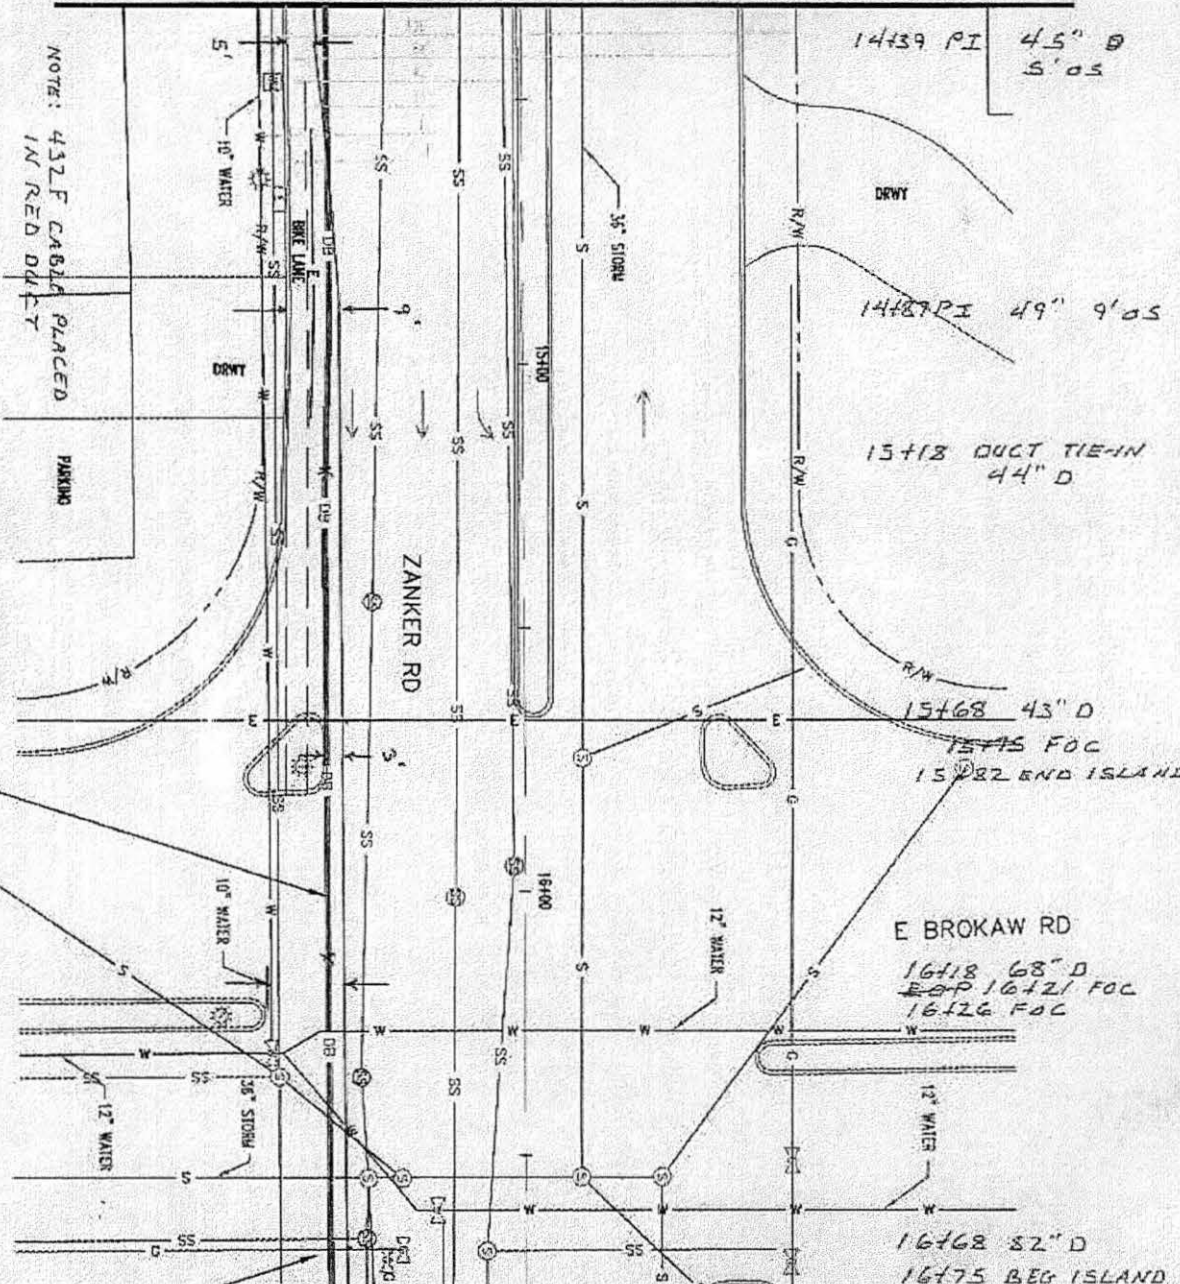 14+39 PI 45" D
5' OS
5'
10" WATER
NOTE: 432F CABLE PLACED
IN RED DUCT
BIKE LANE
36" STORM
DRWY
R/W
14+87 PI 49" 9' OS
9'
DRWY
15+00
15+18 DUCT TIE-IN
44" D
PARKING
ZANKER RD
15+68 43" D
15+75 FOC
15+82 END ISLAND
3'
16+00
10" WATER
12" WATER
E BROKAW RD
16+18 68" D
EOP 16+21 FOC
16+26 FOC
12" WATER
36" STORM
12" WATER
16+68 82" D
16+75 BEG ISLAND